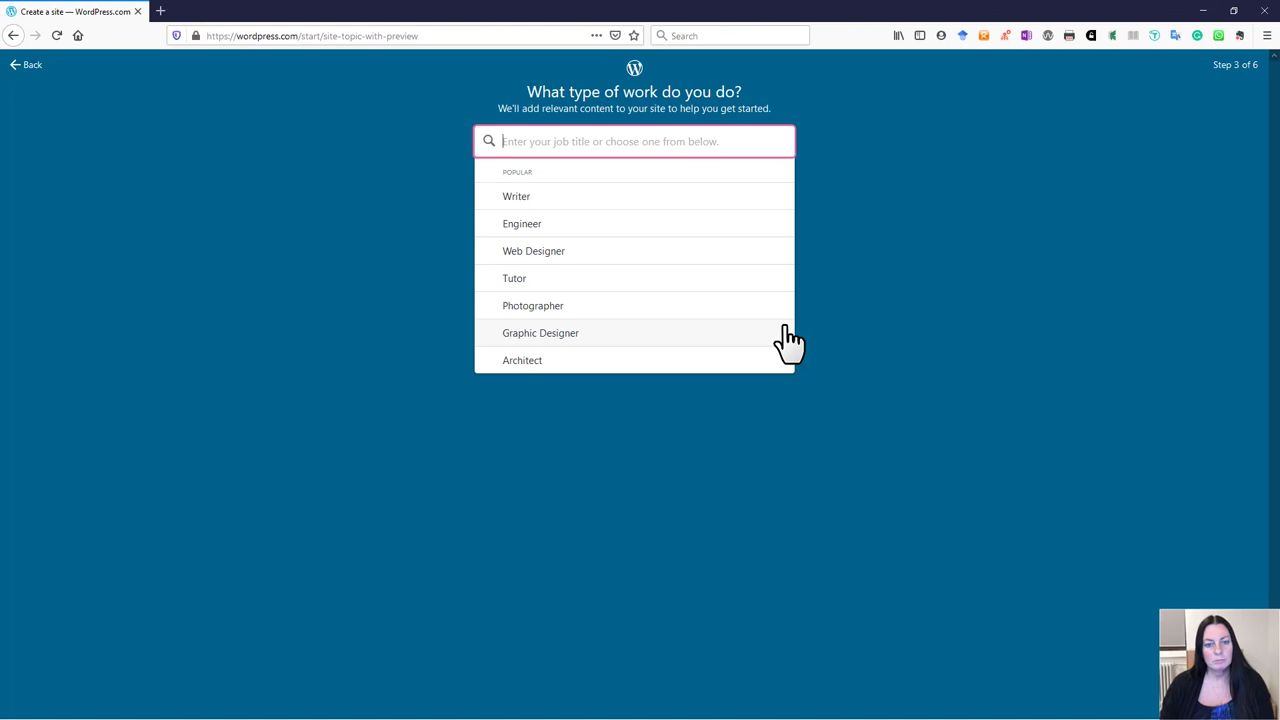 Create a site — WordPress.com
https://wordpress.com/start/site-topic-with-preview
Search
Back
Step 3 of 6
What type of work do you do?
We'll add relevant content to your site to help you get started.
Enter your job title or choose one from below.
POPULAR
Writer
Engineer
Web Designer
Tutor
Photographer
Graphic Designer
Architect